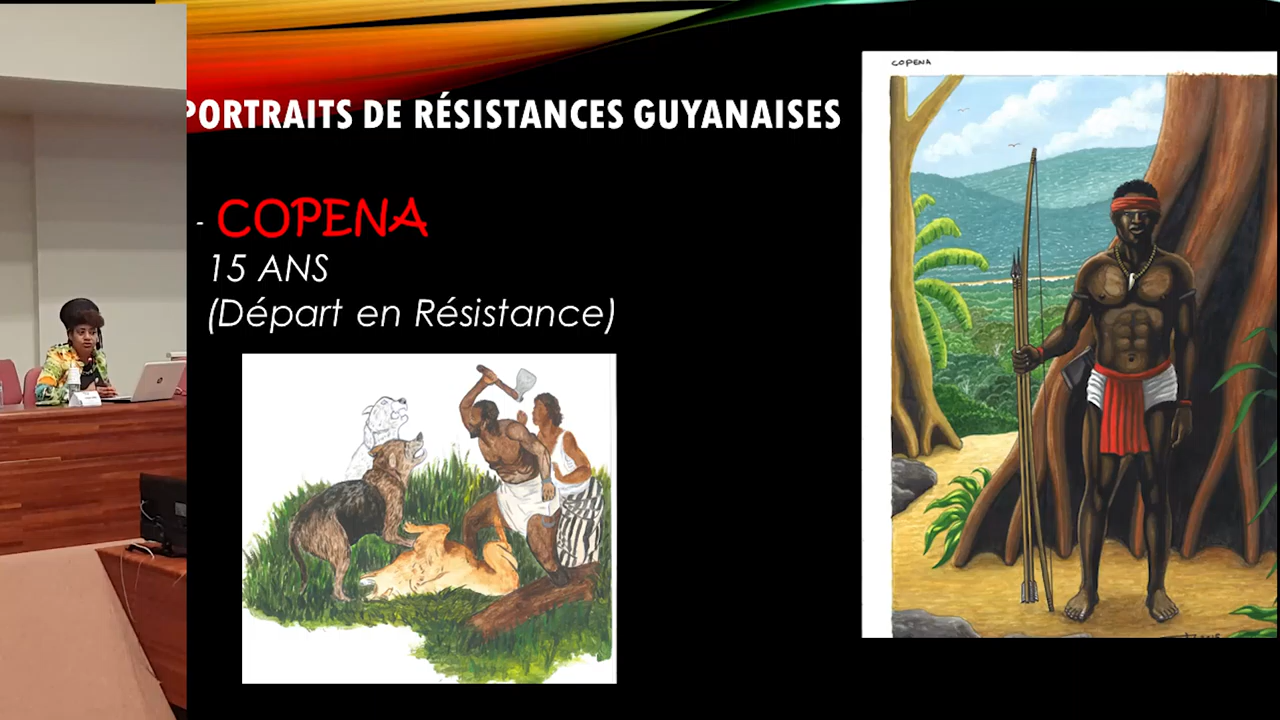 PORTRAITS DE RÉSISTANCES GUYANAISES
- COPENA
15 ANS
(Départ en Résistance)
COPENA